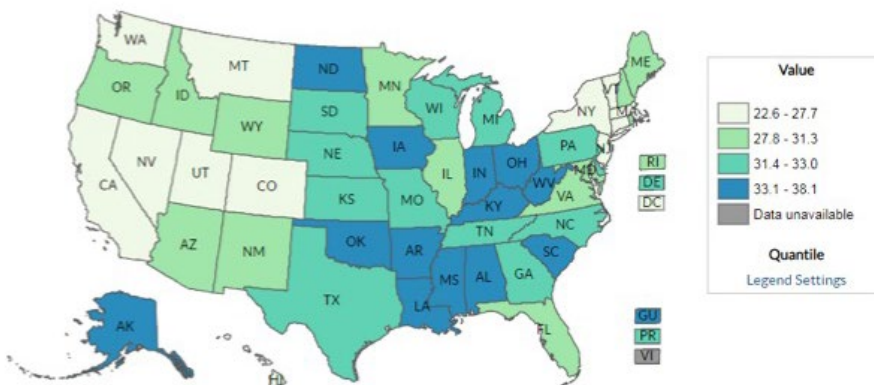 WA
MT
ND
MN
ME
OR
ID
SD
WI
MI
NY
VT
WY
IA
NE
PA
NV
UT
CO
IL
IN
OH
MD
CA
KS
MO
WV
VA
KY
NC
TN
AZ
NM
OK
AR
SC
MS
AL
GA
TX
LA
FL
AK
HI
RI
DE
DC
GU
PR
VI
Value
22.6 - 27.7
27.8 - 31.3
31.4 - 33.0
33.1 - 38.1
Data unavailable
Quantile
Legend Settings